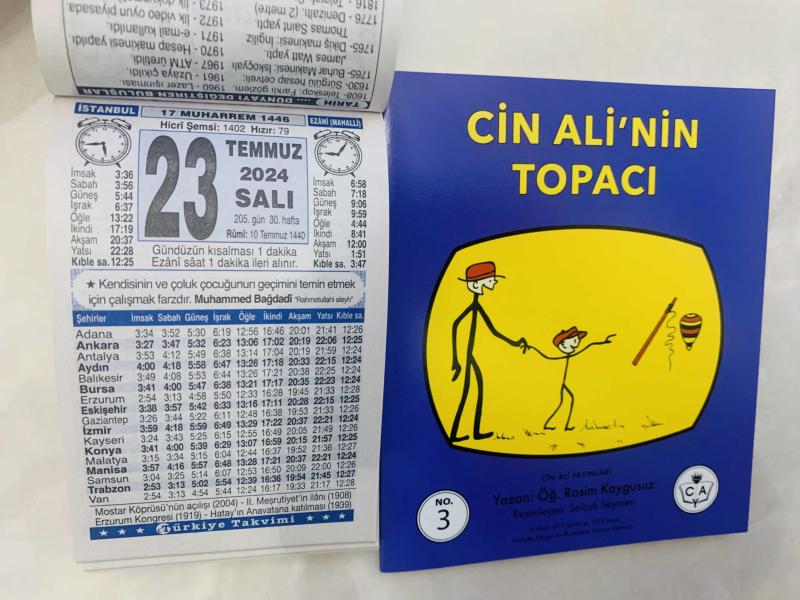 1816 - Telgraf
1776 - Denizaltı. (2 metre)
Thomas Saint yaptı.
1765- Dikiş makinesi: İngiliz
James Watt yaptı.
1765- Buhar Makinesi: İskoçyalı
1630- Sürgülü hesap cetveli:
1608- Teleskop: Farklı gözlem.
1973 - İlk
1972 - İlk video oyun piyasada.
1971 - e-mail kullanıldı.
1970 - Hesap makinesi yapıldı.
1967 - ATM üretildi.
1961 - Uzaya çıkıldı.
1960 - Lazer ışınması.
TARİH ... DÜNYAYI DEĞİŞTİREN BULUŞLAR
İSTANBUL
17 MUHARREM 1446
Hicrî Şemsî: 1402 Hızır: 79
EZÂNÎ (MAHALLÎ)
23
TEMMUZ
2024
SALI
205. gün 30. hafta
Rûmî: 10 Temmuz 1440
İmsak 3:36
Sabah 3:56
Güneş 5:44
İşrak 6:37
Öğle 13:22
İkindi 17:19
Akşam 20:37
Yatsı 22:28
Kıble sa. 12:25
İmsak 6:58
Sabah 7:18
Güneş 9:06
İşrak 9:59
Öğle 4:44
İkindi 8:41
Akşam 12:00
Yatsı 1:51
Kıble sa. 3:47
Gündüzün kısalması 1 dakika
Ezânî sâat 1 dakika ileri alınır.
★ Kendisinin ve çoluk çocuğunun geçimini temin etmek
için çalışmak farzdır. Muhammed Bağdadî "Rahmetullahi aleyh"
Şehirler İmsak Sabah Güneş İşrak Öğle İkindi Akşam Yatsı Kıble sa.
Adana 3:34 3:52 5:30 6:19 12:56 16:46 20:01 21:41 12:26
Ankara 3:27 3:47 5:32 6:23 13:06 17:02 20:19 22:06 12:25
Antalya 3:53 4:12 5:49 6:38 13:14 17:04 20:19 21:59 12:24
Aydın 4:00 4:18 5:58 6:47 13:26 17:18 20:33 22:15 12:24
Balıkesir 3:49 4:08 5:53 6:44 13:26 17:21 20:38 22:25 12:24
Bursa 3:41 4:00 5:47 6:38 13:21 17:17 20:35 22:23 12:24
Erzurum 2:54 3:13 4:58 5:50 12:33 16:28 19:45 21:33 12:28
Eskişehir 3:38 3:57 5:42 6:33 13:16 17:11 20:28 22:15 12:25
Gaziantep 3:26 3:44 5:22 6:11 12:48 16:38 19:53 21:33 12:26
İzmir 3:59 4:18 5:59 6:49 13:29 17:22 20:37 22:21 12:24
Kayseri 3:24 3:43 5:25 6:15 12:55 16:49 20:05 21:49 12:26
Konya 3:41 4:00 5:39 6:29 13:07 16:59 20:15 21:57 12:25
Malatya 3:15 3:34 5:15 6:04 12:44 16:37 19:52 21:36 12:27
Manisa 3:57 4:16 5:57 6:48 13:28 17:21 20:37 22:21 12:24
Samsun 3:04 3:25 5:14 6:07 12:53 16:50 20:09 22:00 12:26
Trabzon 2:53 3:13 5:02 5:54 12:39 16:36 19:54 21:45 12:27
Van 2:54 3:13 4:54 5:44 12:24 16:17 19:33 21:17 12:28
Mostar Köprüsü'nün açılışı (2004) - II. Meşrutiyet'in ilânı (1908)
Erzurum Kongresi (1919) - Hatay'ın Anavatana katılması (1939)
Türkiye Takvimi
CİN ALİ'NİN
TOPACI
CİN ALİ YAYINLARI
Yazan: Öğ. Rasim Kaygusuz
Resimleyen: Selçuk Seymen
NO.
3
C A
Y